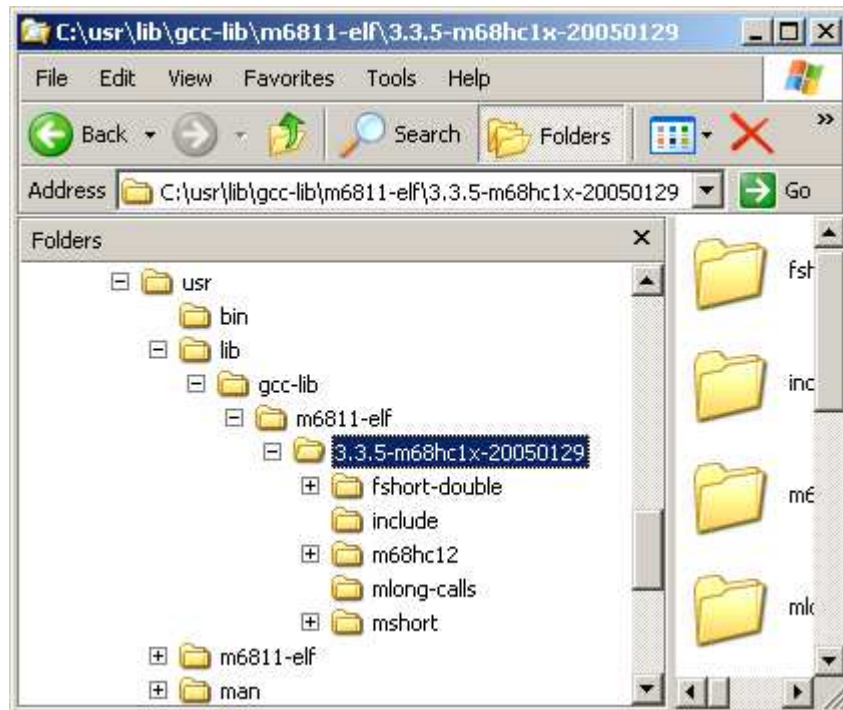 C:\usr\lib\gcc-lib\m6811-elf\3.3.5-m68hc1x-20050129
File Edit View Favorites Tools Help
Back Search Folders »
Address C:\usr\lib\gcc-lib\m6811-elf\3.3.5-m68hc1x-20050129 Go
Folders
usr
bin
lib
gcc-lib
m6811-elf
3.3.5-m68hc1x-20050129
fshort-double
include
m68hc12
mlong-calls
mshort
m6811-elf
man
inc